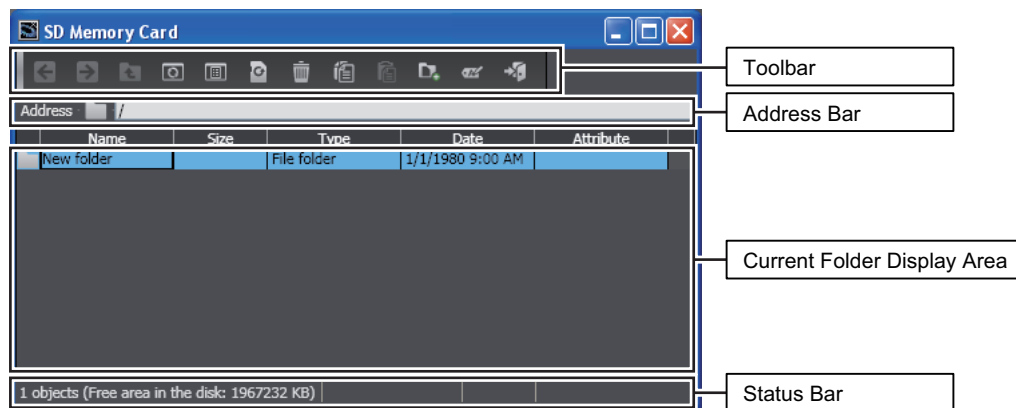 SD Memory Card
Toolbar
Address /
Address Bar
Name Size Type Date Attribute
New folder File folder 1/1/1980 9:00 AM
Current Folder Display Area
1 objects (Free area in the disk: 1967232 KB)
Status Bar